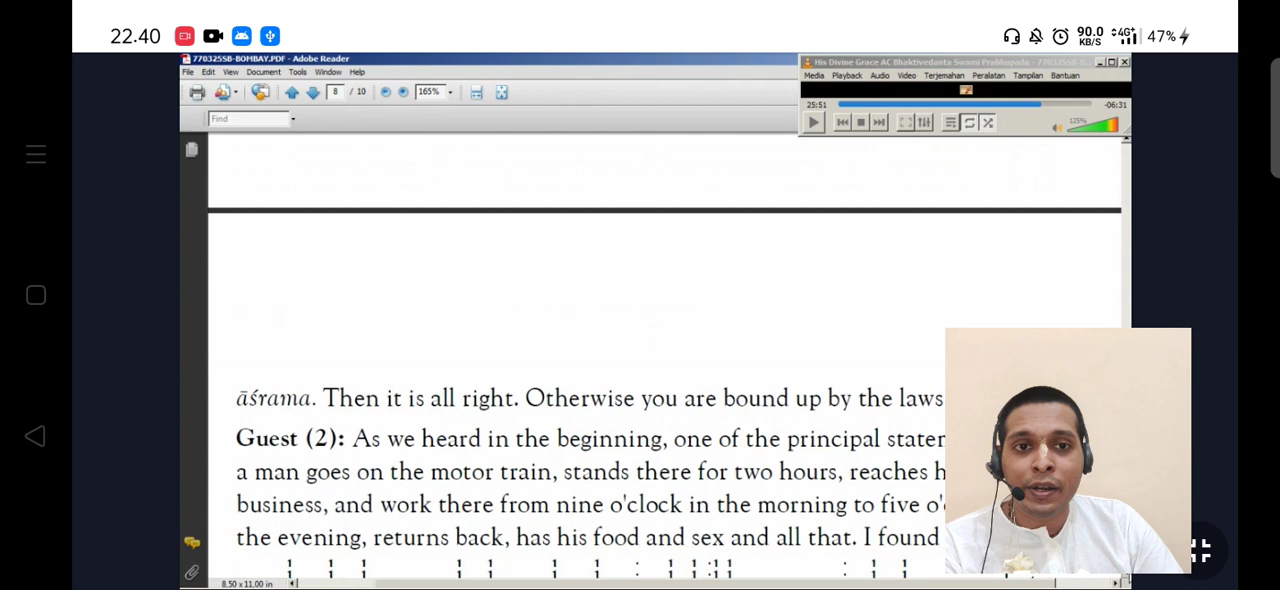 22.40
90.0
KB/S
4G+
47%
770325SB-BOMBAY.PDF - Adobe Reader
File Edit View Document Tools Window Help
8 / 10
165%
Find
His Divine Grace AC Bhaktivedanta Swami Prabhupada - 770325SB-B
Media Playback Audio Video Terjemahan Peralatan Tampilan Bantuan
25:51
-06:31
125%
āśrama. Then it is all right. Otherwise you are bound up by the laws
Guest (2): As we heard in the beginning, one of the principal
a man goes on the motor train, stands there for two hours, reaches
business, and work there from nine o'clock in the morning to five
the evening, returns back, has his food and sex and all that. I found
8.50 x 11.00 in